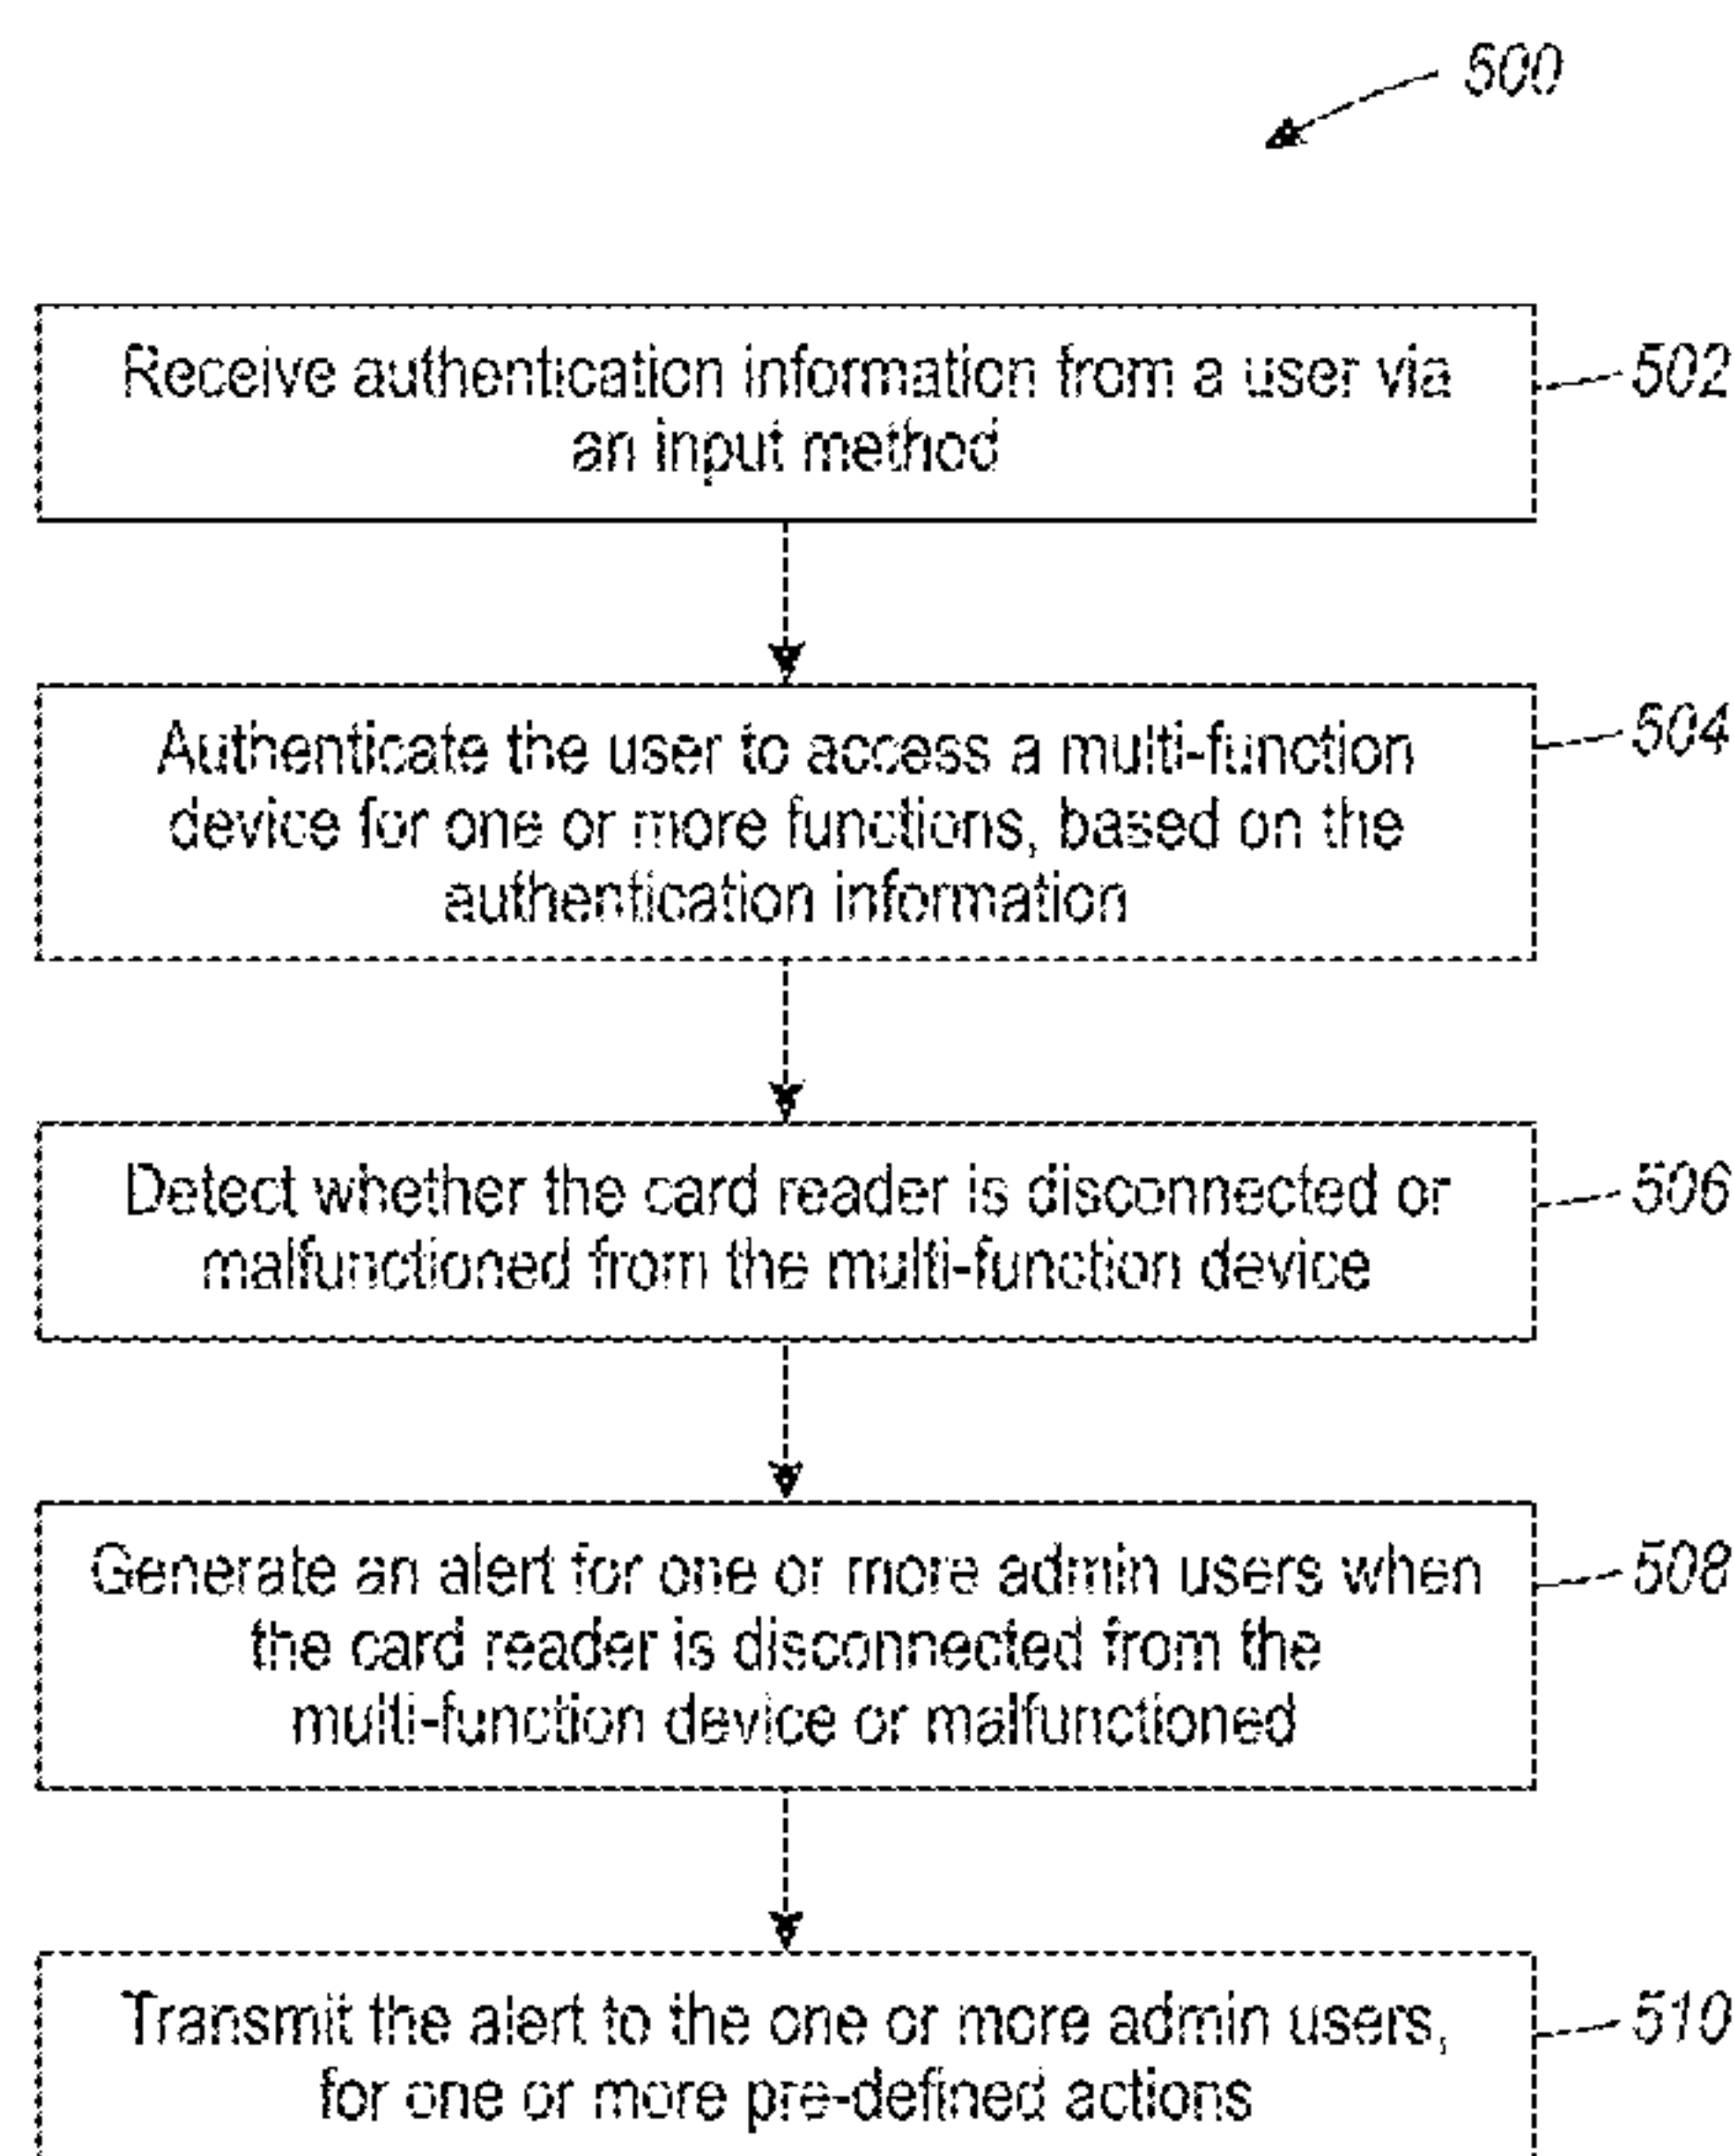 500
Receive authentication information from a user via
an input method
502
Authenticate the user to access a multi-function
device for one or more functions, based on the
authentication information
504
Detect whether the card reader is disconnected or
malfunctioned from the multi-function device
506
Generate an alert for one or more admin users when
the card reader is disconnected from the
multi-function device or malfunctioned
508
Transmit the alert to the one or more admin users,
for one or more pre-defined actions
510